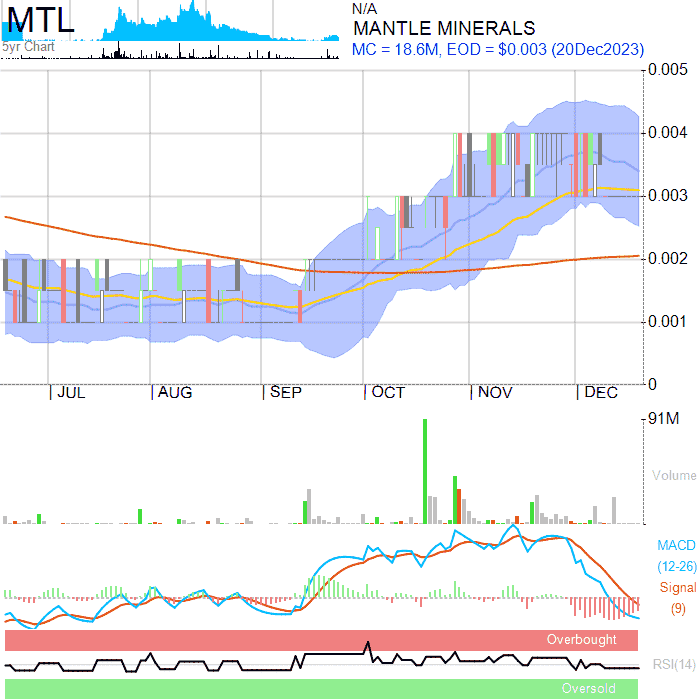 MTL
5yr Chart
N/A
MANTLE MINERALS
MC = 18.6M, EOD = $0.003 (20Dec2023)
0.005
0.004
0.003
0.002
0.001
0
JUL AUG SEP OCT NOV DEC
91M
Volume
MACD
(12-26)
Signal
(9)
Overbought
RSI(14)
Oversold